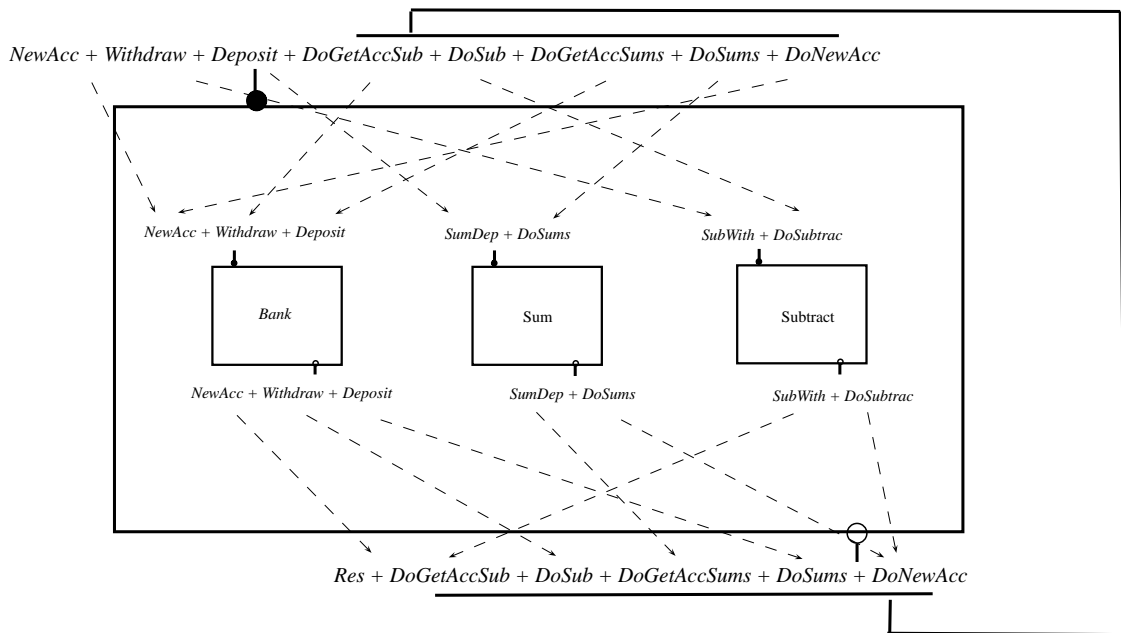 NewAcc + Withdraw + Deposit + DoGetAccSub + DoSub + DoGetAccSums + DoSums + DoNewAcc
NewAcc + Withdraw + Deposit
SumDep + DoSums
SubWith + DoSubtrac
Bank
Sum
Subtract
NewAcc + Withdraw + Deposit
SumDep + DoSums
SubWith + DoSubtrac
Res + DoGetAccSub + DoSub + DoGetAccSums + DoSums + DoNewAcc